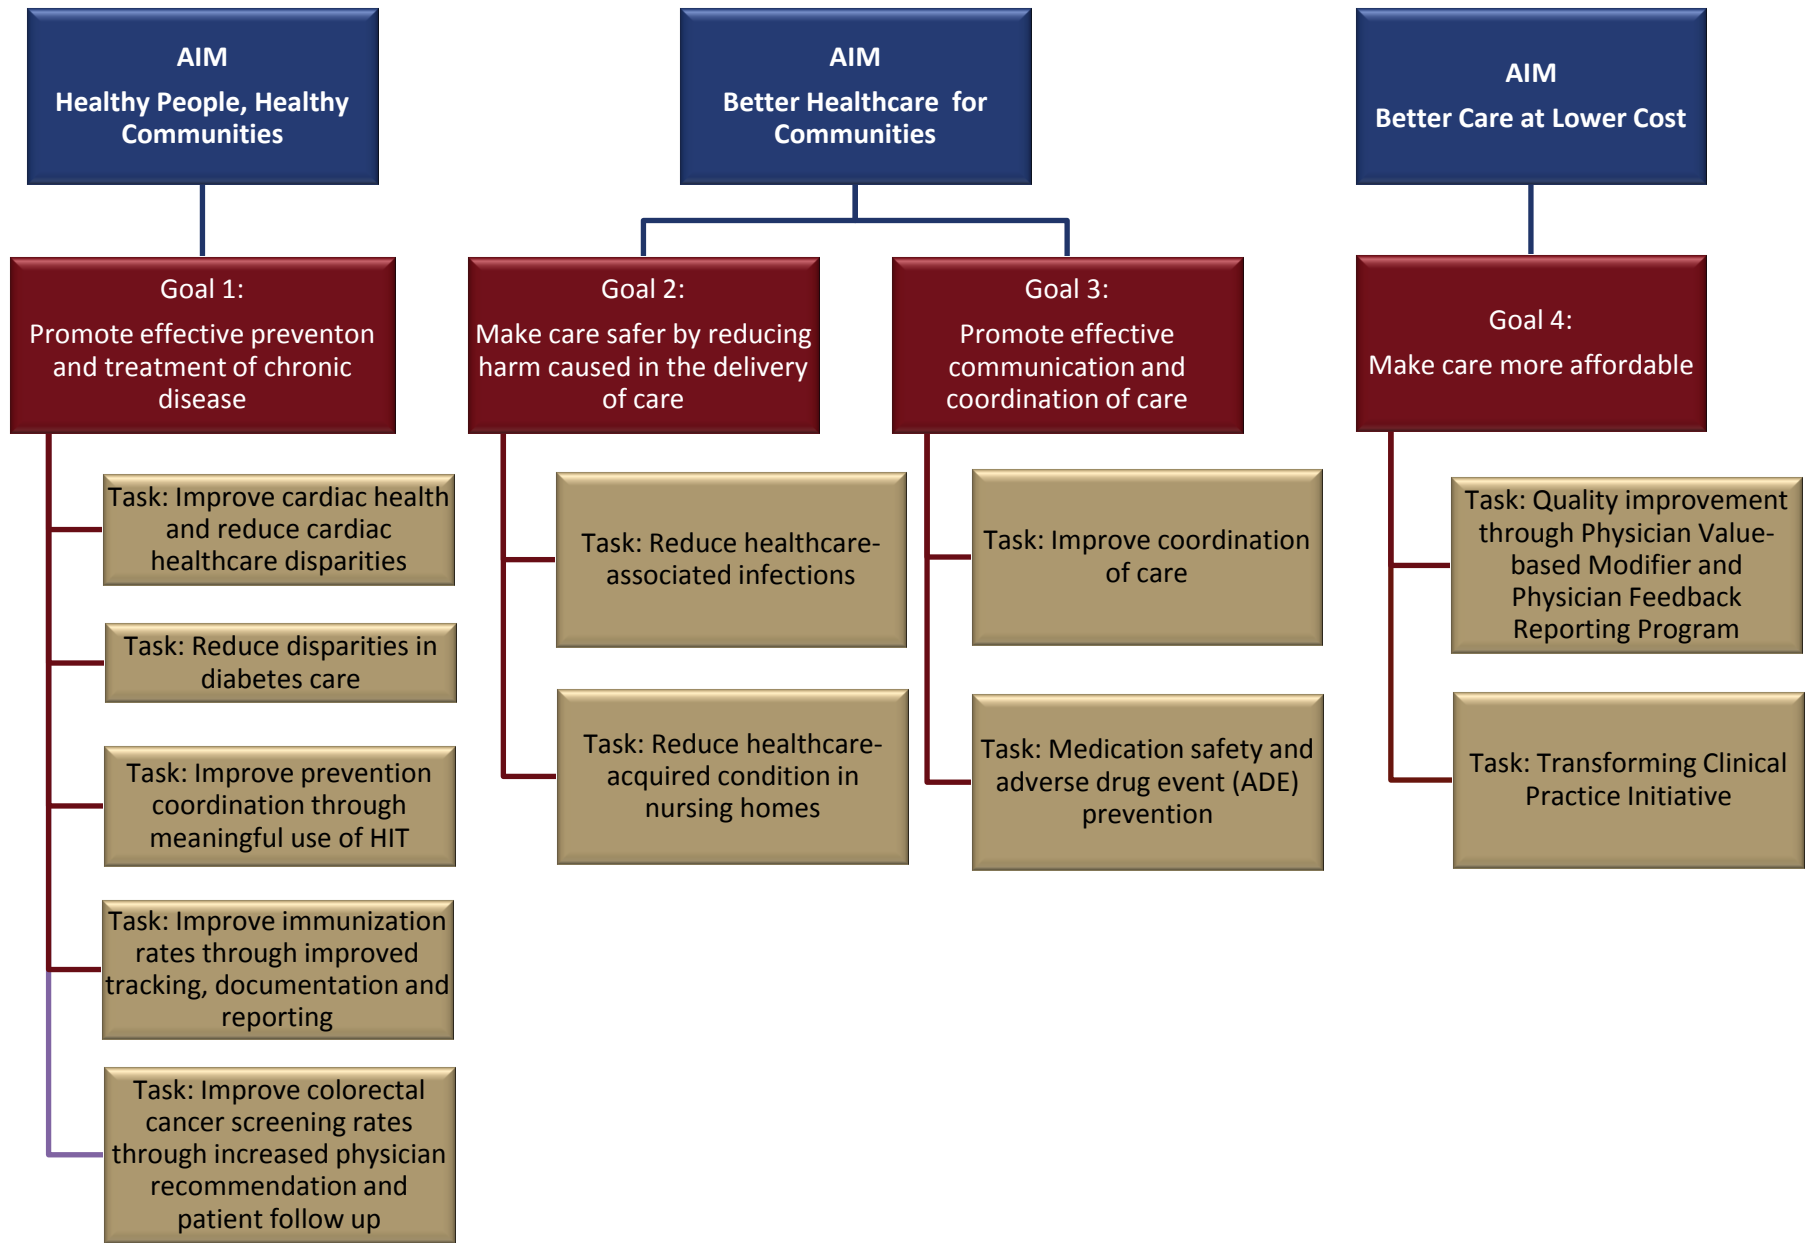 AIM
Healthy People, Healthy
Communities
AIM
Better Healthcare for
Communities
AIM
Better Care at Lower Cost
Goal 1:
Promote effective preventon
and treatment of chronic
disease
Goal 2:
Make care safer by reducing
harm caused in the delivery
of care
Goal 3:
Promote effective
communication and
coordination of care
Goal 4:
Make care more affordable
Task: Improve cardiac health
and reduce cardiac
healthcare disparities
Task: Reduce disparities in
diabetes care
Task: Improve prevention
coordination through
meaningful use of HIT
Task: Improve immunization
rates through improved
tracking, documentation and
reporting
Task: Improve colorectal
cancer screening rates
through increased physician
recommendation and
patient follow up
Task: Reduce healthcare-
associated infections
Task: Reduce healthcare-
acquired condition in
nursing homes
Task: Improve coordination
of care
Task: Medication safety and
adverse drug event (ADE)
prevention
Task: Quality improvement
through Physician Value-
based Modifier and
Physician Feedback
Reporting Program
Task: Transforming Clinical
Practice Initiative